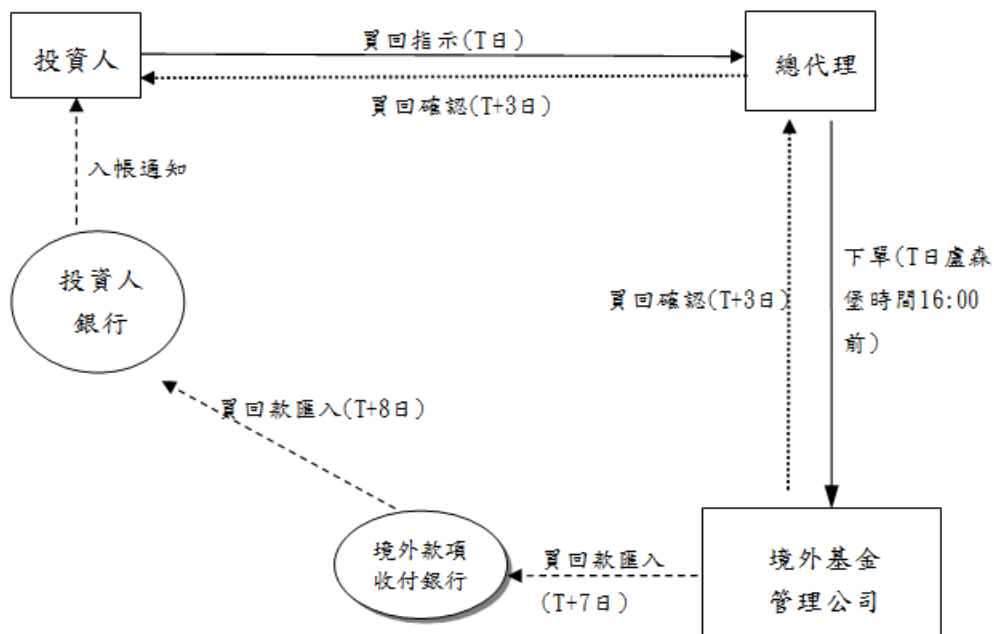 投資人
買回指示(T日)
總代理
買回確認(T+3日)
入帳通知
投資人
銀行
買回確認(T+3日)
下單(T日盧森
堡時間16:00
前)
買回款匯入(T+8日)
境外款項
收付銀行
買回款匯入
(T+7日)
境外基金
管理公司